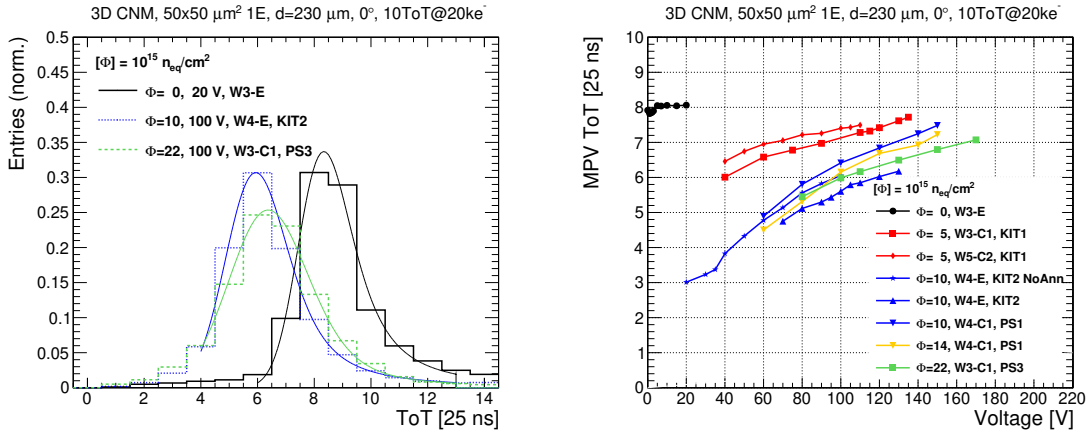 3D CNM, 50x50 μm² 1E, d=230 μm, 0°, 10ToT@20ke⁻
Entries (norm.)
0.5
0.45
0.4
0.35
0.3
0.25
0.2
0.15
0.1
0.05
0
[Φ] = 10¹⁵ n_eq/cm²
Φ= 0, 20 V, W3-E
Φ=10, 100 V, W4-E, KIT2
Φ=22, 100 V, W3-C1, PS3
0 2 4 6 8 10 12 14
ToT [25 ns]
3D CNM, 50x50 μm² 1E, d=230 μm, 0°, 10ToT@20ke⁻
MPV ToT [25 ns]
10
9
8
7
6
5
4
3
2
1
0
[Φ] = 10¹⁵ n_eq/cm²
Φ= 0, W3-E
Φ= 5, W3-C1, KIT1
Φ= 5, W5-C2, KIT1
Φ=10, W4-E, KIT2 NoAnn
Φ=10, W4-E, KIT2
Φ=10, W4-C1, PS1
Φ=14, W4-C1, PS1
Φ=22, W3-C1, PS3
0 20 40 60 80 100 120 140 160 180 200 220
Voltage [V]